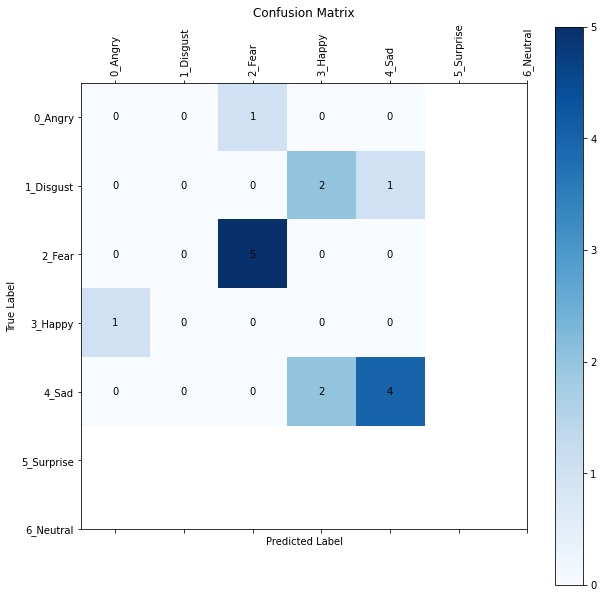 Confusion Matrix
0_Angry 1_Disgust 2_Fear 3_Happy 4_Sad 5_Surprise 6_Neutral
0_Angry 0 0 1 0 0
1_Disgust 0 0 0 2 1
2_Fear 0 0 5 0 0
3_Happy 1 0 0 0 0
4_Sad 0 0 0 2 4
5_Surprise
6_Neutral
True Label
Predicted Label
5
4
3
2
1
0